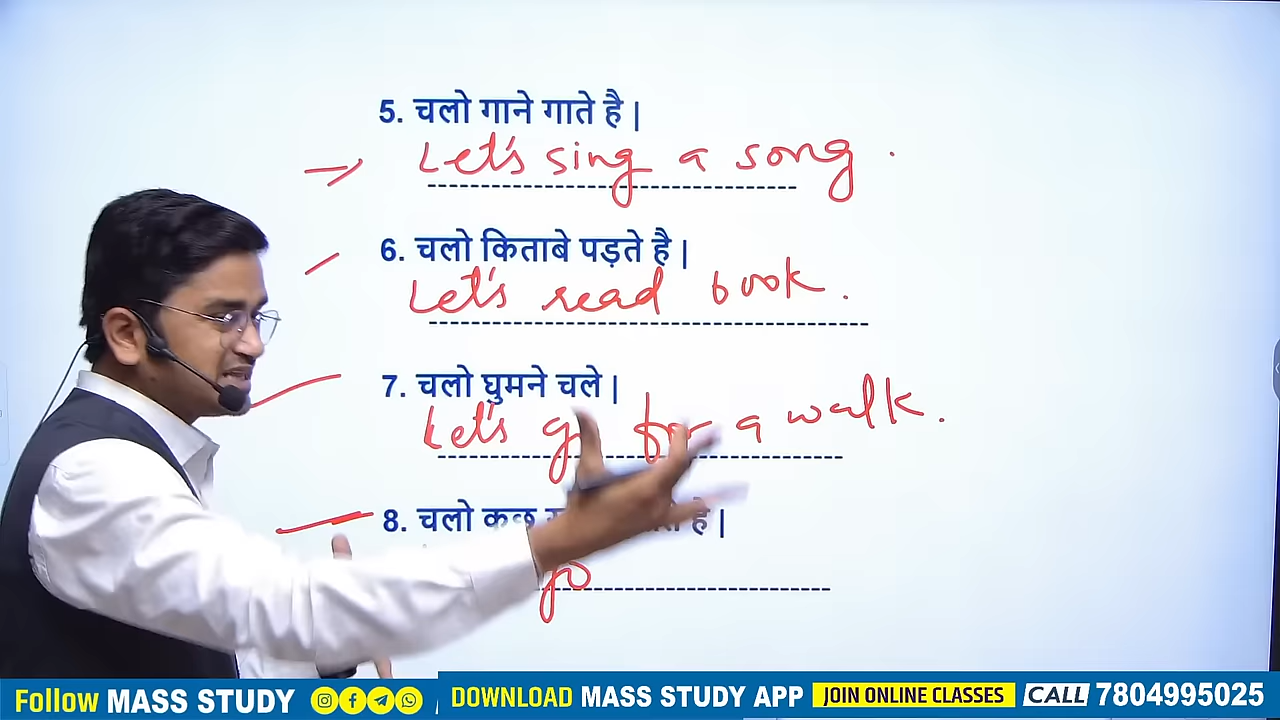 5. चलो गाने गाते है |
Let's sing a song.
6. चलो किताबे पड़ते है |
Let's read book.
7. चलो घुमने चले |
Let's go for a walk.
8. चलो कुछ है |
go
Follow MASS STUDY
DOWNLOAD MASS STUDY APP JOIN ONLINE CLASSES CALL 7804995025